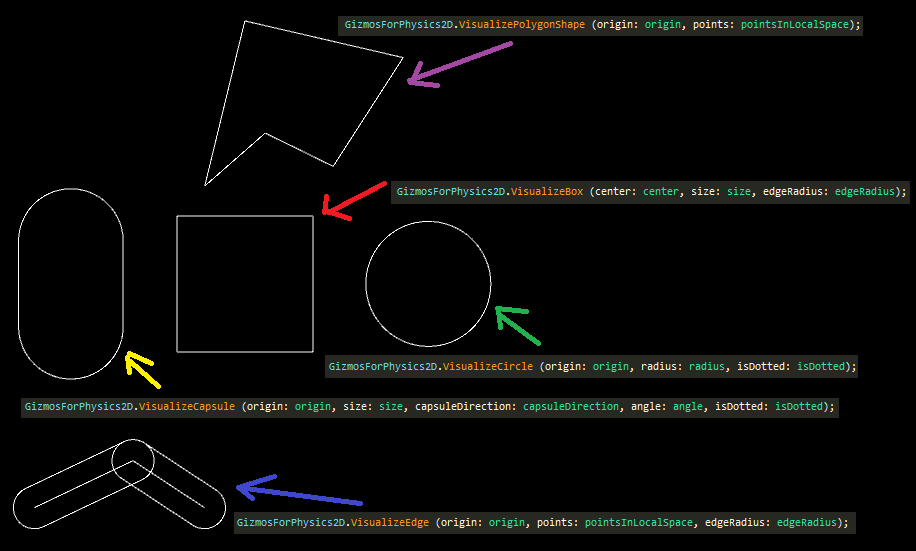 GizmosForPhysics2D.VisualizePolygonShape (origin: origin, points: pointsInLocalSpace);
GizmosForPhysics2D.VisualizeBox (center: center, size: size, edgeRadius: edgeRadius);
GizmosForPhysics2D.VisualizeCircle (origin: origin, radius: radius, isDotted: isDotted);
GizmosForPhysics2D.VisualizeCapsule (origin: origin, size: size, capsuleDirection: capsuleDirection, angle: angle, isDotted: isDotted);
GizmosForPhysics2D.VisualizeEdge (origin: origin, points: pointsInLocalSpace, edgeRadius: edgeRadius);